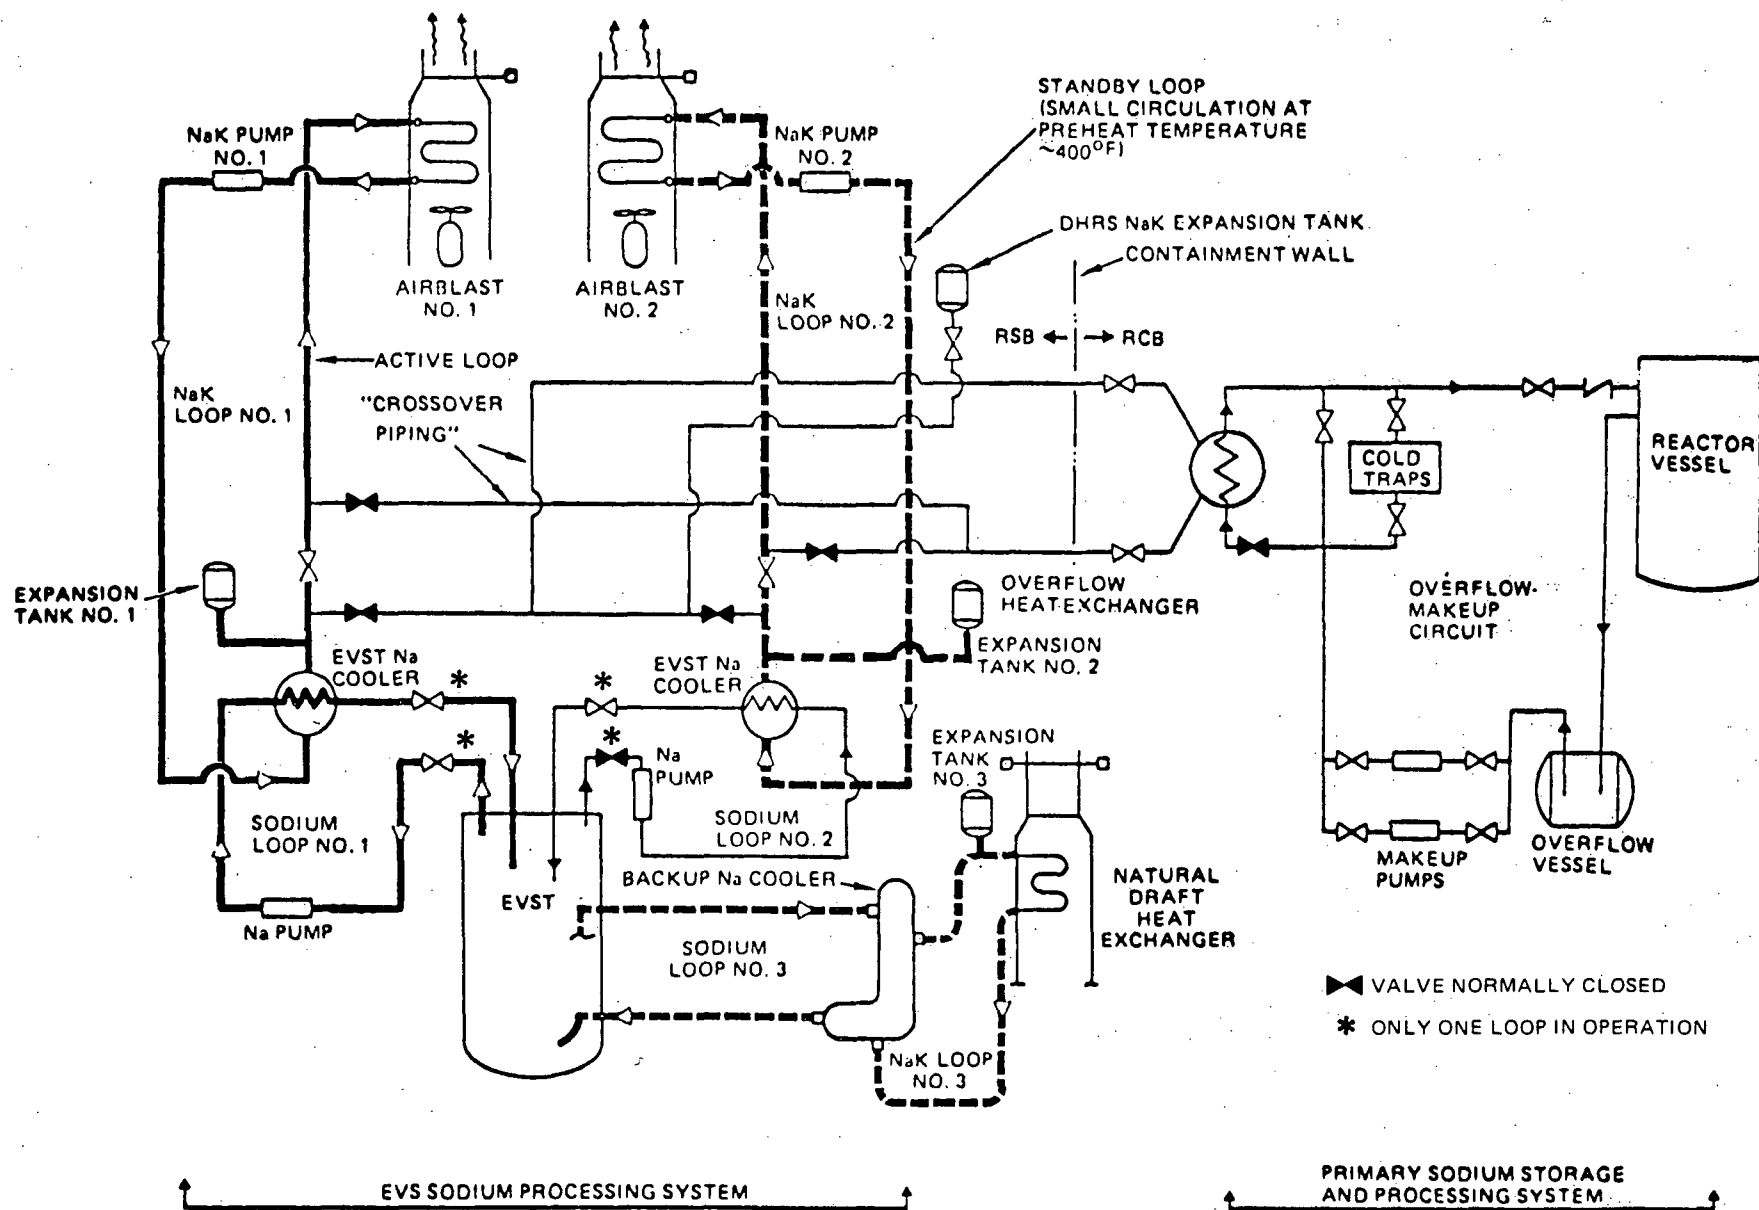 STANDBY LOOP
(SMALL CIRCULATION AT
PREHEAT TEMPERATURE
~400°F)
NaK PUMP
NO. 1
NaK PUMP
NO. 2
DHRS NaK EXPANSION TANK
CONTAINMENT WALL
AIRBLAST
NO. 1
AIRBLAST
NO. 2
NaK
LOOP NO. 2
RSB
RCB
ACTIVE LOOP
NaK
LOOP NO. 1
"CROSSOVER
PIPING"
REACTOR
VESSEL
COLD
TRAPS
EXPANSION
TANK NO. 1
OVERFLOW
HEAT EXCHANGER
OVERFLOW-
MAKEUP
CIRCUIT
EVST Na
COOLER
*
EVST Na
COOLER
*
EXPANSION
TANK NO. 2
*
*
Na
PUMP
EXPANSION
TANK
NO. 3
SODIUM
LOOP NO. 1
SODIUM
LOOP NO. 2
MAKEUP
PUMPS
OVERFLOW
VESSEL
BACKUP Na COOLER
EVST
NATURAL
DRAFT
HEAT
EXCHANGER
Na PUMP
SODIUM
LOOP NO. 3
VALVE NORMALLY CLOSED
* ONLY ONE LOOP IN OPERATION
NaK LOOP
NO. 3
EVS SODIUM PROCESSING SYSTEM
PRIMARY SODIUM STORAGE
AND PROCESSING SYSTEM